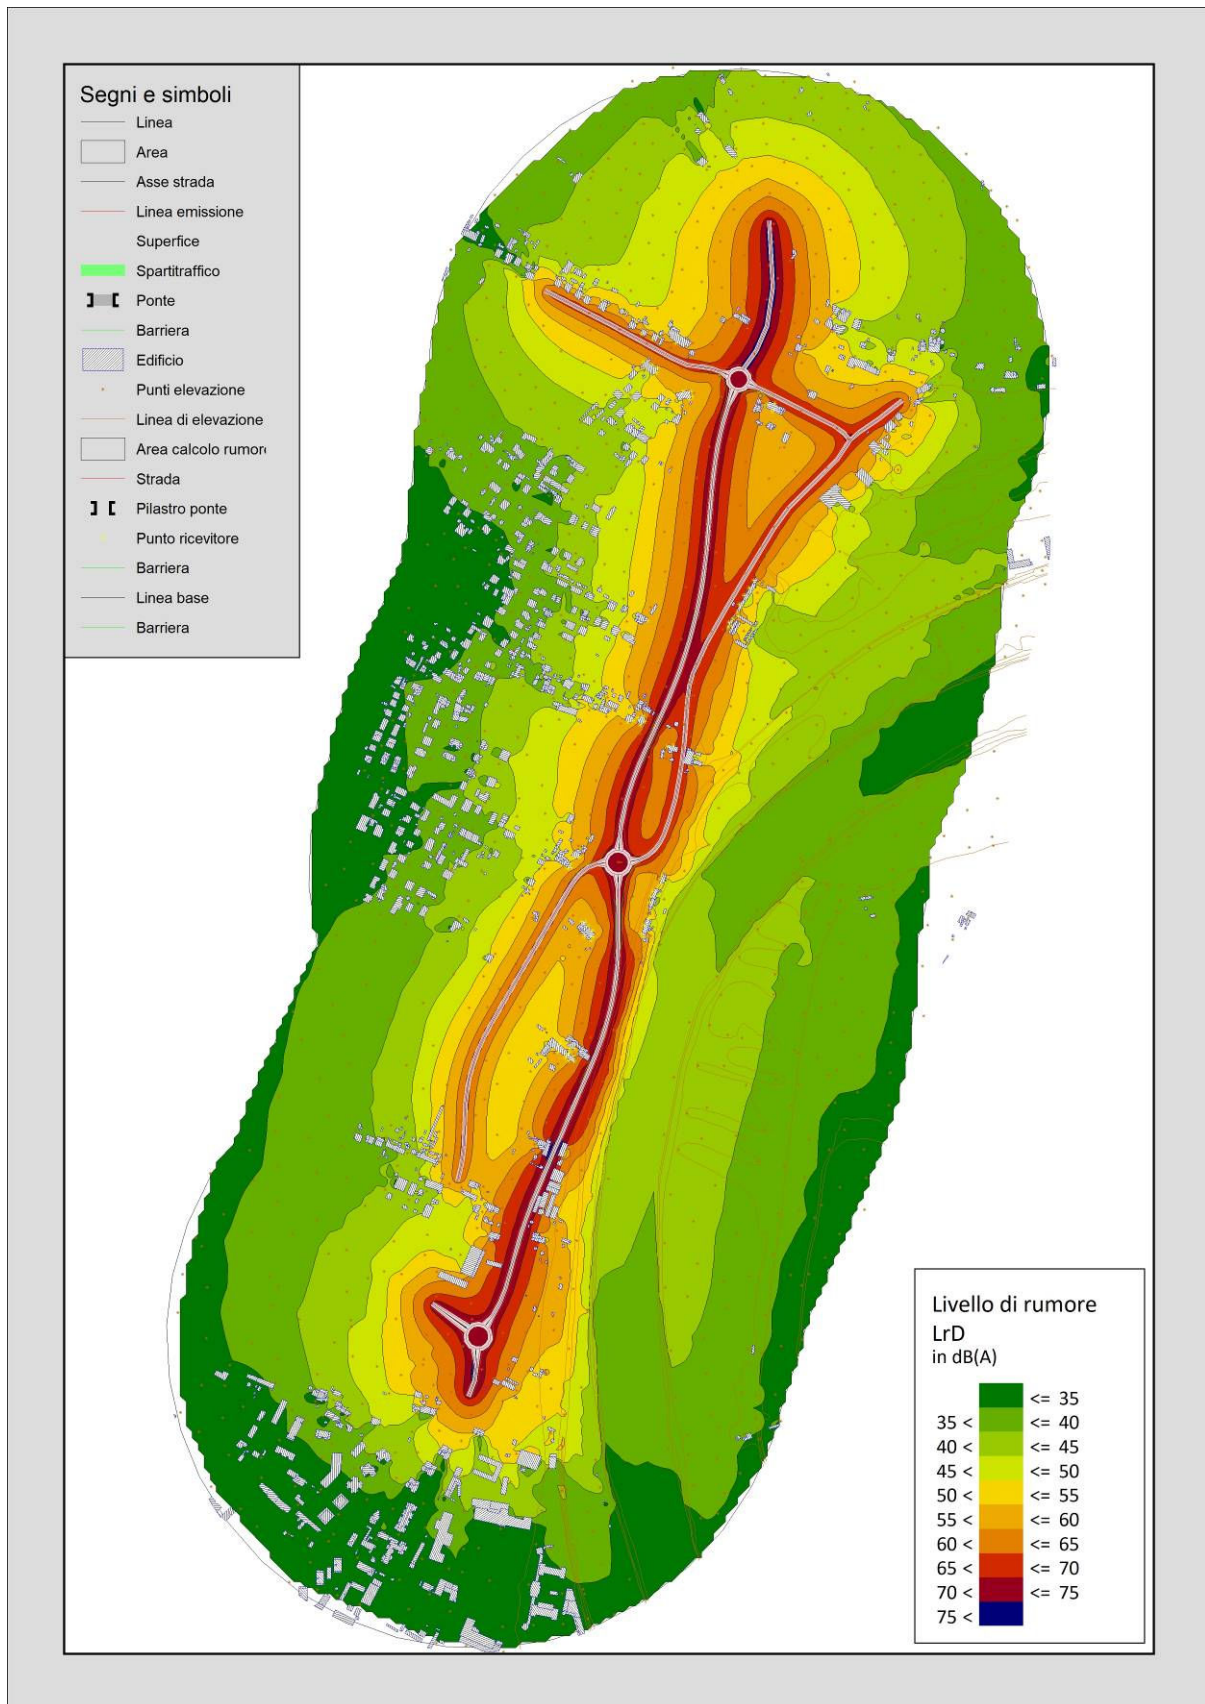 Segni e simboli
Linea
Area
Asse strada
Linea emissione
Superfice
Spartitraffico
Ponte
Barriera
Edificio
Punti elevazione
Linea di elevazione
Area calcolo rumor
Strada
Pilastro ponte
Punto ricevitore
Barriera
Linea base
Barriera
Livello di rumore
LrD
in dB(A)
<= 35
35 < <= 40
40 < <= 45
45 < <= 50
50 < <= 55
55 < <= 60
60 < <= 65
65 < <= 70
70 < <= 75
75 <